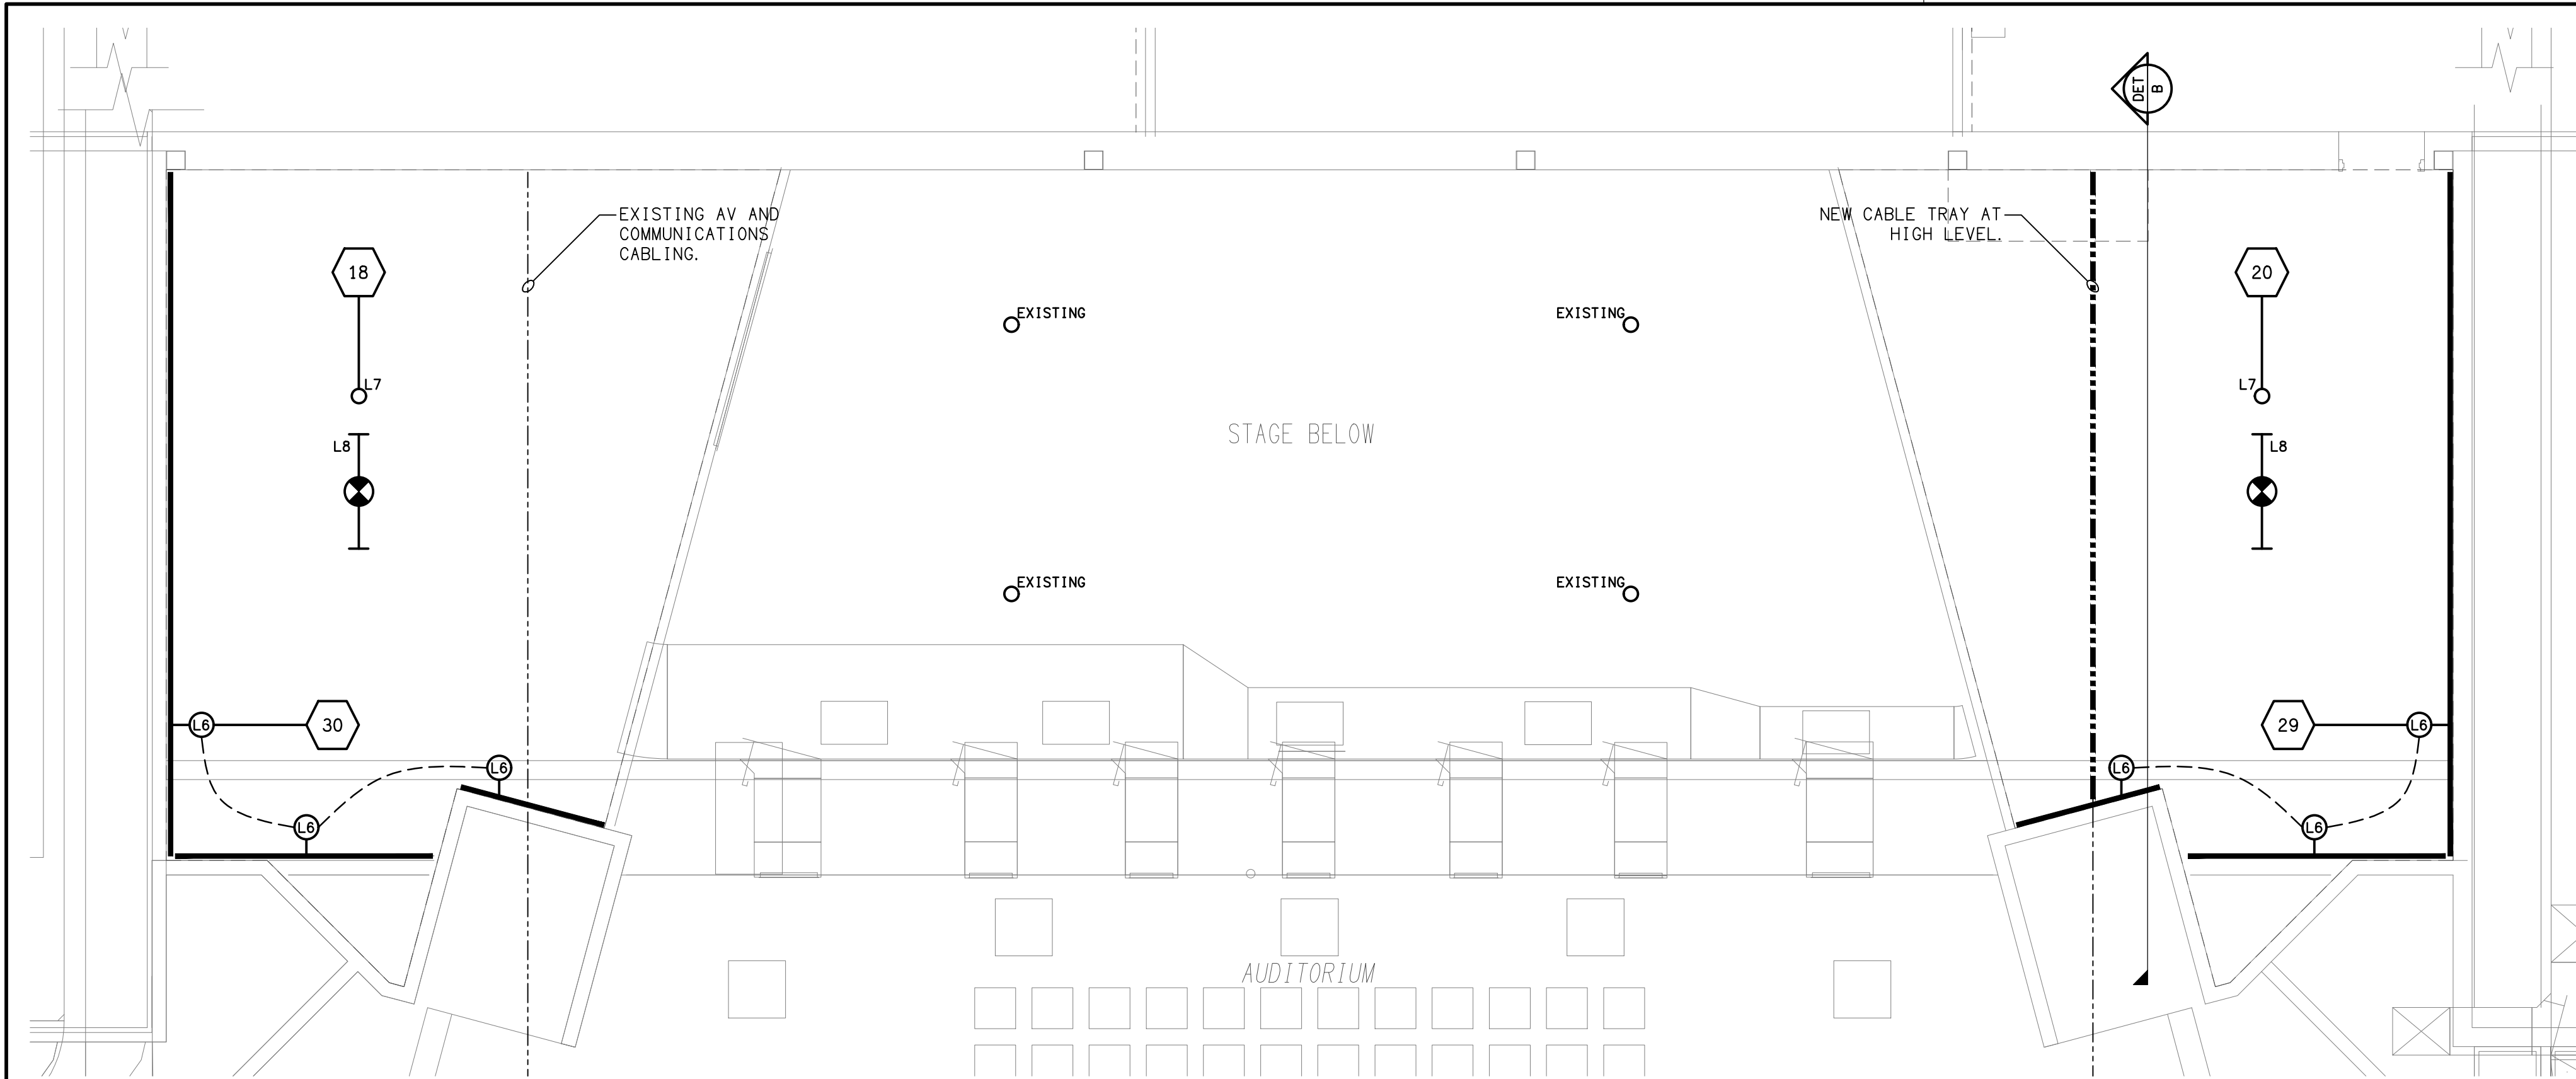 DET
B
EXISTING AV AND
COMMUNICATIONS
CABLING.
NEW CABLE TRAY AT
HIGH LEVEL.
18
20
EXISTING
EXISTING
L7
L7
STAGE BELOW
L8
L8
EXISTING
EXISTING
L6
30
29
L6
L6
L6
L6
L6
AUDITORIUM